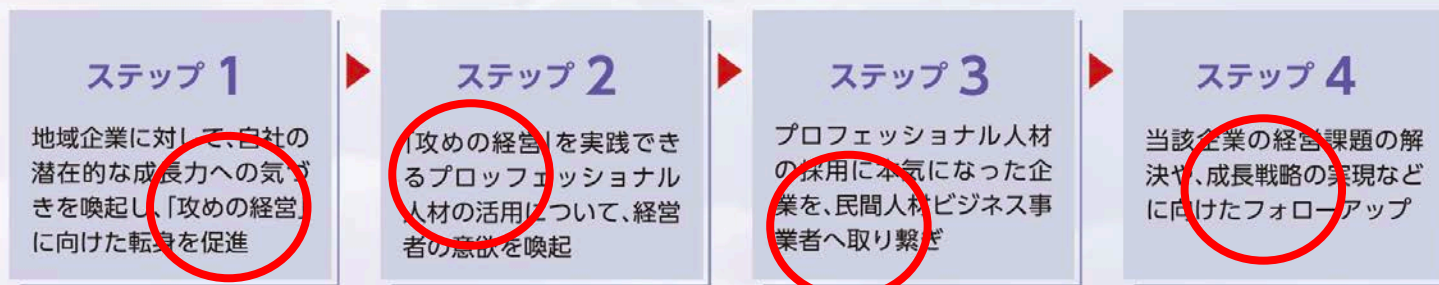 ステップ 1
地域企業に対して、自社の
潜在的な成長力への気づ
きを喚起し、「攻めの経営」
に向けた転身を促進
ステップ 2
「攻めの経営」を実践でき
るプロッフェッショナル
人材の活用について、経営
者の意欲を喚起
ステップ 3
プロフェッショナル人材
の採用に本気になった企
業を、民間人材ビジネス事
業者へ取り繋ぎ
ステップ 4
当該企業の経営課題の解
決や、成長戦略の実現など
に向けたフォローアップ